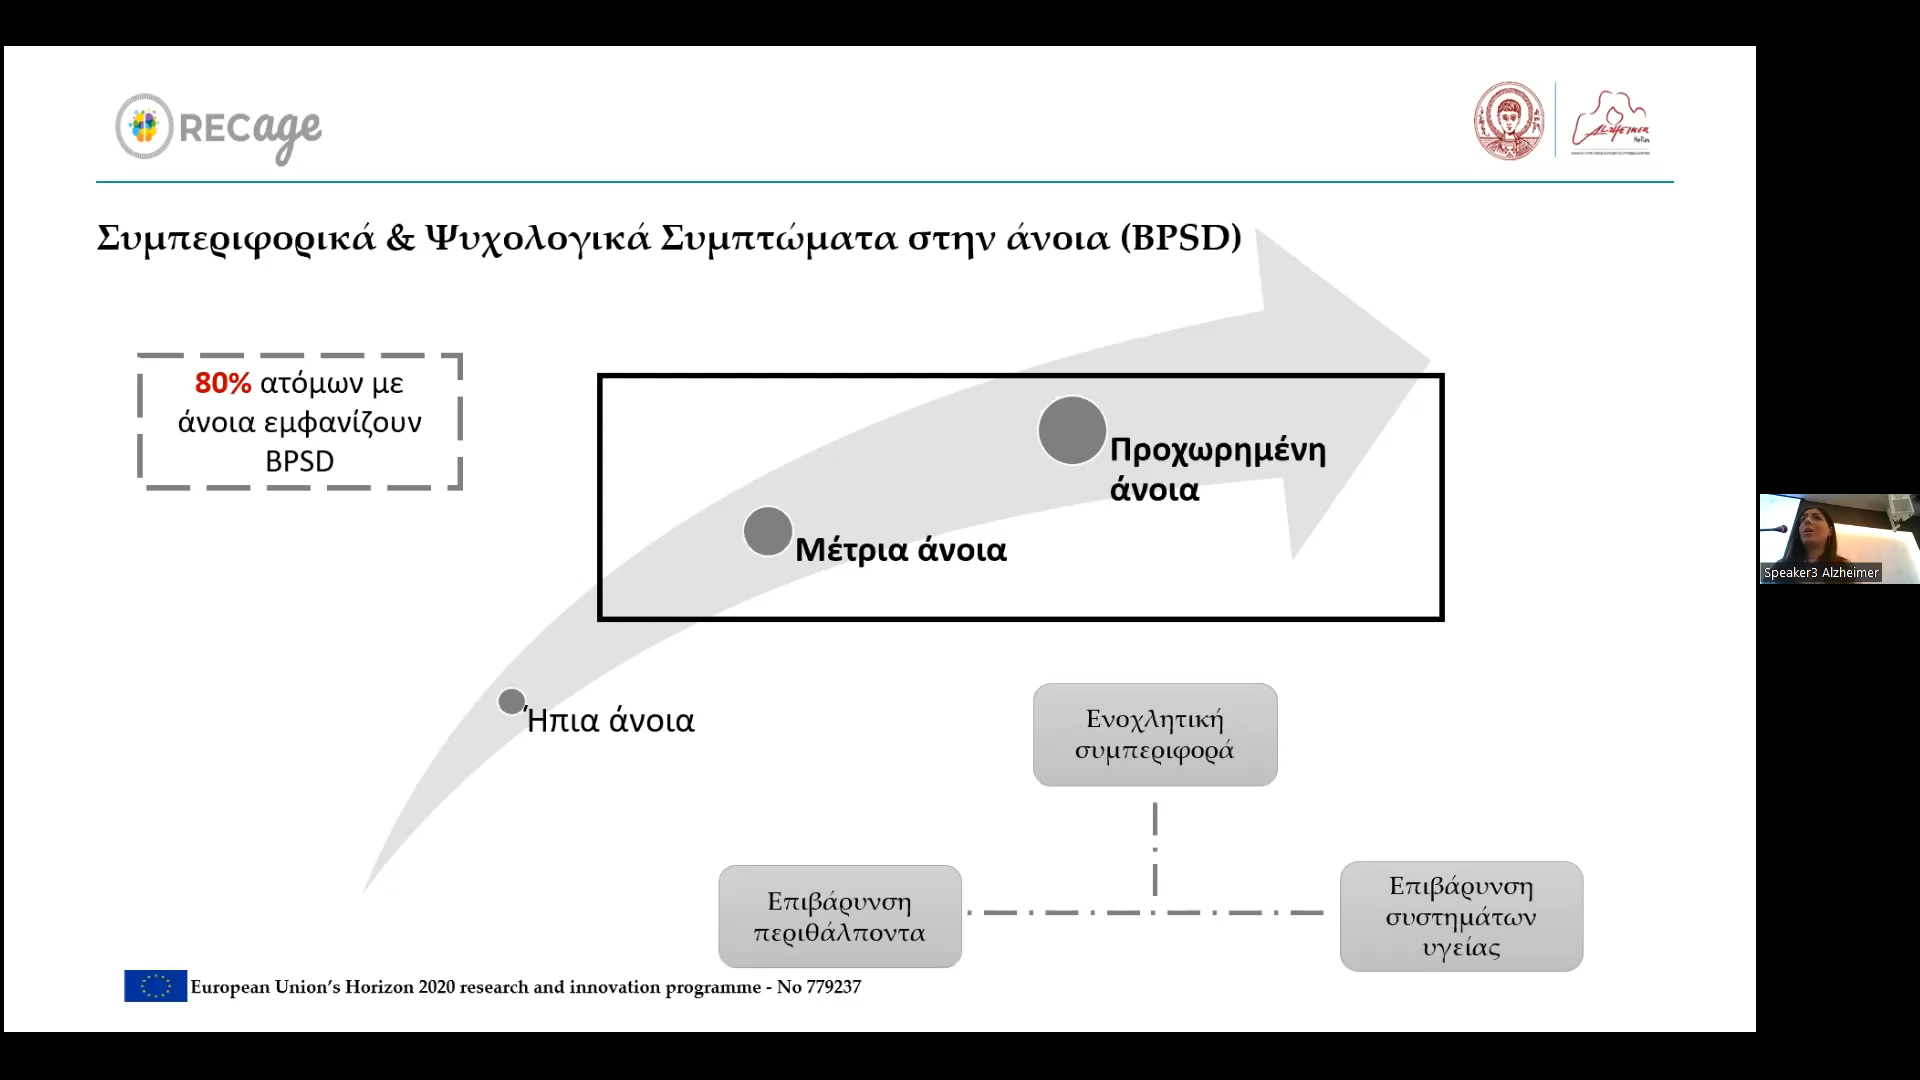 RECage
ALZHEIMER
Hellas
Συμπεριφορικά & Ψυχολογικά Συμπτώματα στην άνοια (BPSD)
80% ατόμων με
άνοια εμφανίζουν
BPSD
Προχωρημένη
άνοια
Μέτρια άνοια
Ήπια άνοια
Ενοχλητική
συμπεριφορά
Επιβάρυνση
περιθάλποντα
Επιβάρυνση
συστημάτων
υγείας
European Union’s Horizon 2020 research and innovation programme - No 779237
Speaker3 Alzheimer